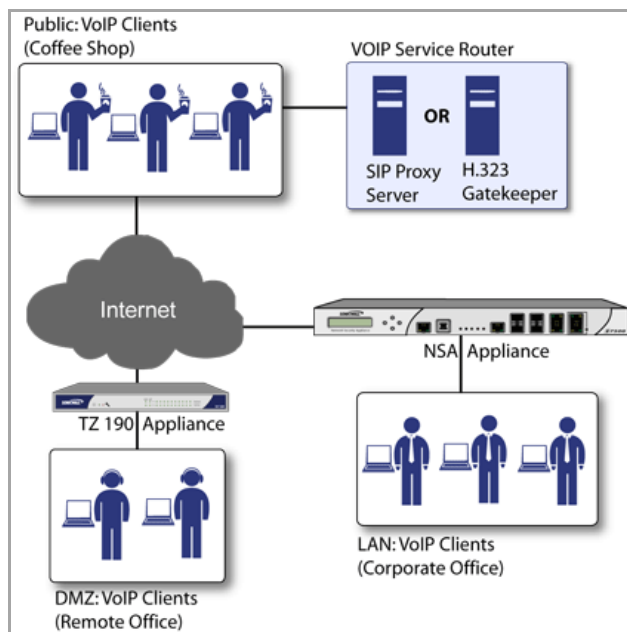 Public: VoIP Clients
(Coffee Shop)
VOIP Service Router
OR
SIP Proxy
Server
H.323
Gatekeeper
Internet
NSA Appliance
TZ 190 Appliance
LAN: VoIP Clients
(Corporate Office)
DMZ: VoIP Clients
(Remote Office)